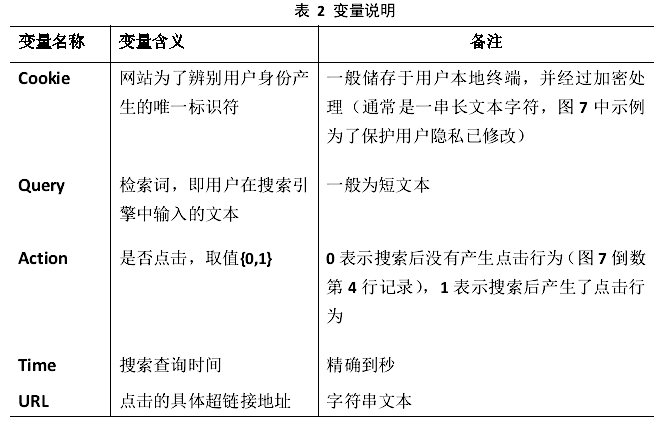 表 2 变量说明
变量名称 变量含义 备注
Cookie 网站为了辨别用户身份产 一般储存于用户本地终端，并经过加密处
生的唯一标识符 理（通常是一串长文本字符，图 7 中示例
为了保护用户隐私已修改）
Query 检索词，即用户在搜索引 一般为短文本
擎中输入的文本
Action 是否点击，取值{0,1} 0 表示搜索后没有产生点击行为（图 7 倒数
第 4 行记录），1 表示搜索后产生了点击行
为
Time 搜索查询时间 精确到秒
URL 点击的具体超链接地址 字符串文本